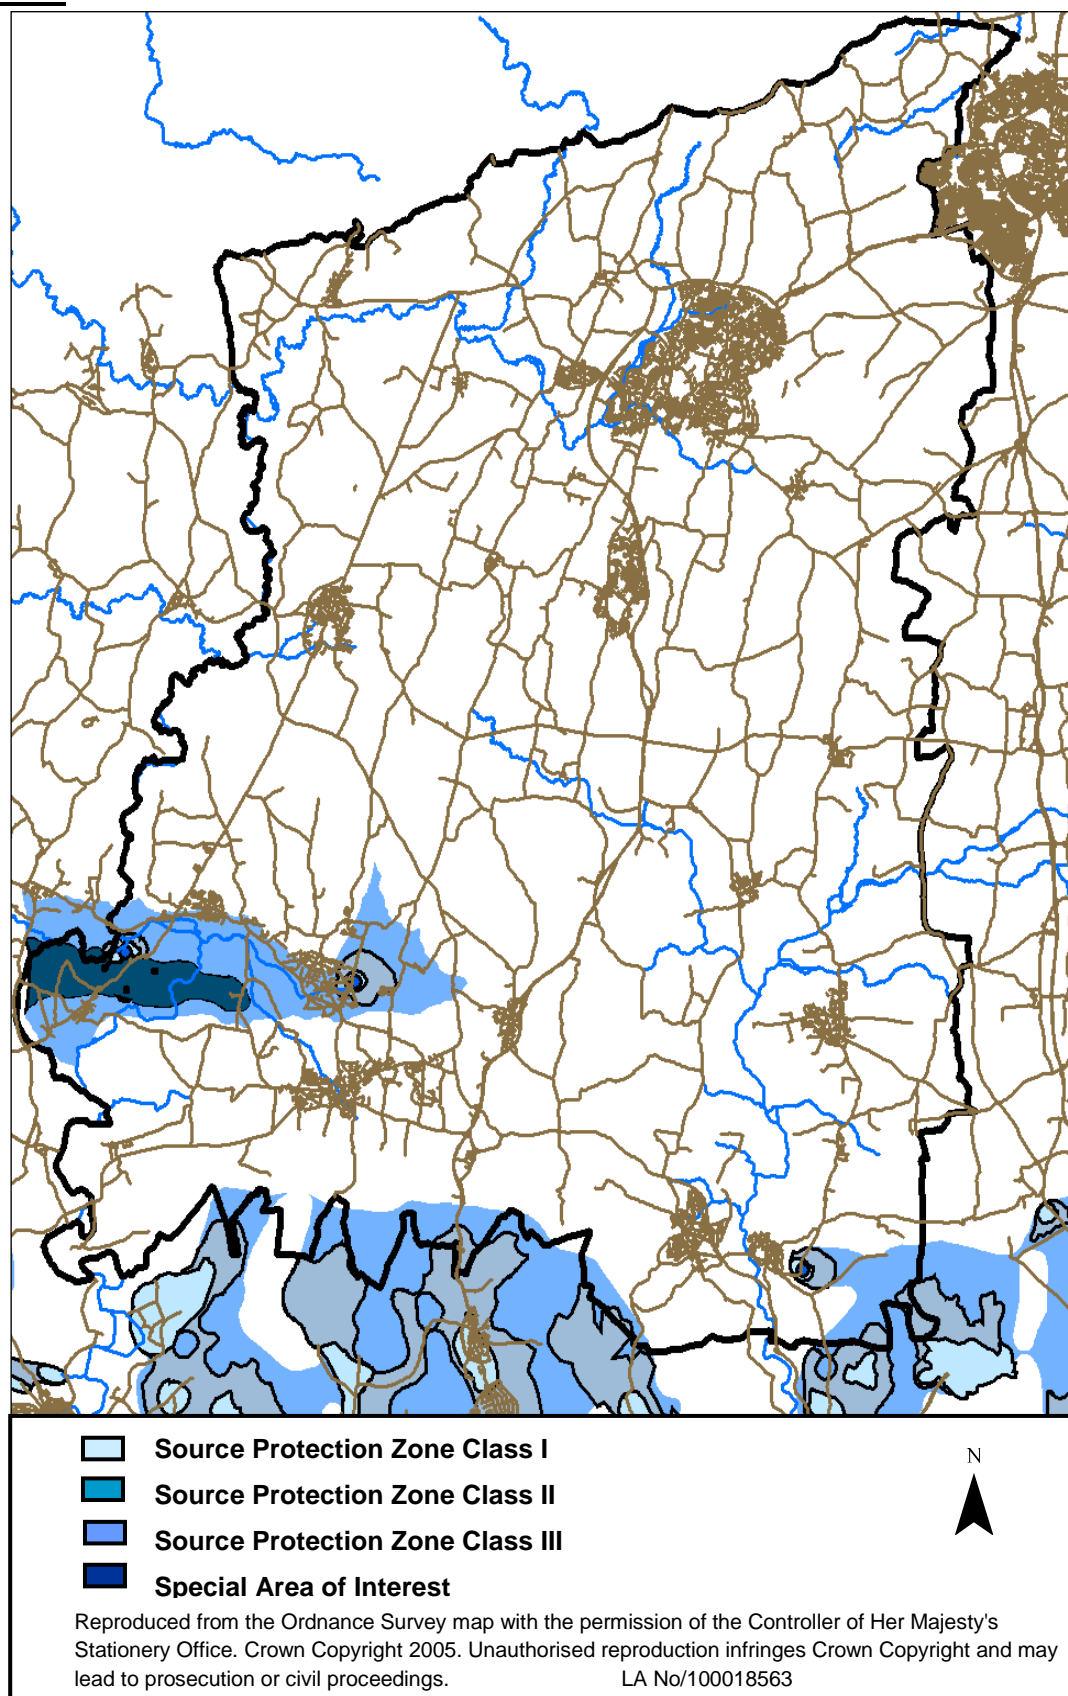 Source Protection Zone Class I
N
Source Protection Zone Class II
Source Protection Zone Class III
Special Area of Interest
Reproduced from the Ordnance Survey map with the permission of the Controller of Her Majesty's
Stationery Office. Crown Copyright 2005. Unauthorised reproduction infringes Crown Copyright and may
lead to prosecution or civil proceedings. LA No/100018563